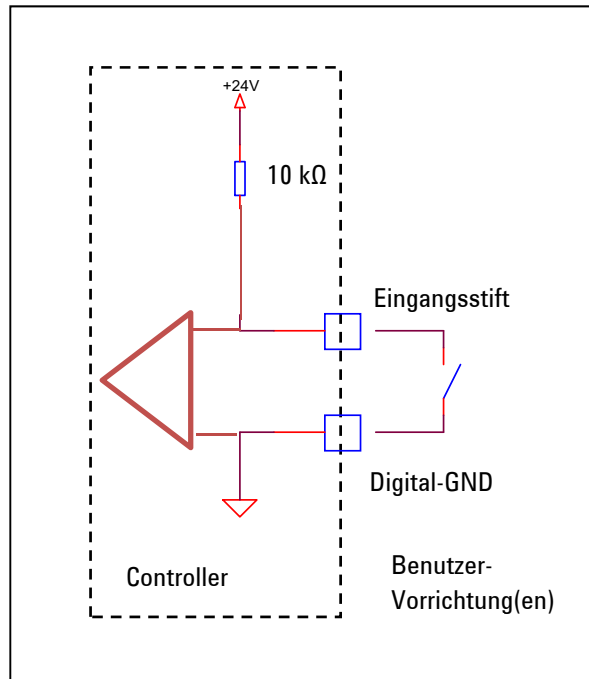 +24V
10 kΩ
Eingangsstift
Digital-GND
Controller
Benutzer-
Vorrichtung(en)